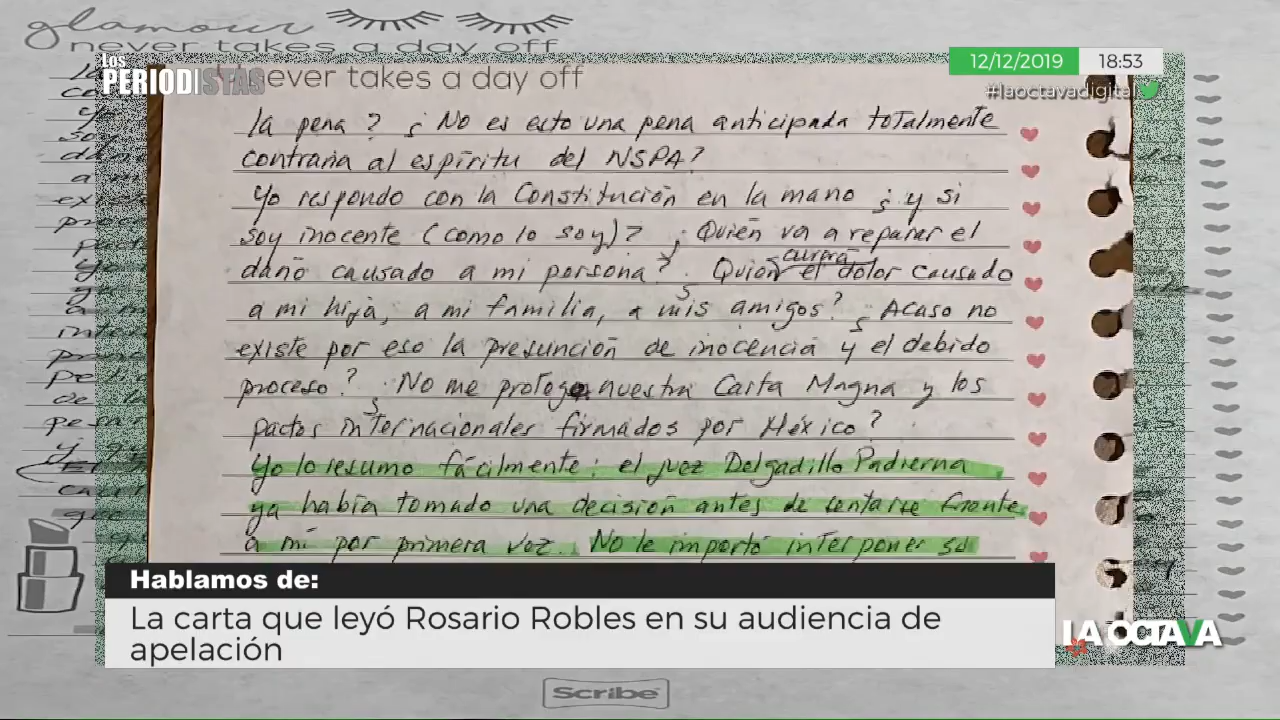 glamour
never takes a day off
Los
PERIODISTAS
never takes a day off
12/12/2019
18:53
#laoctavadigital
la pena? ¿No es esto una pena anticipada totalmente
contraria al espíritu del NSPA?
Yo respondo con la Constitución en la mano ¿y si
soy inocente (como lo soy)? ¿Quién va a reparar el
daño causado a mi persona? ¿Quién curará el dolor causado
a mi hija, a mi familia, a mis amigos? ¿Acaso no
existe por eso la presunción de inocencia y el debido
proceso? ¿No me protege nuestra Carta Magna y los
pactos internacionales firmados por México?
Yo lo resumo fácilmente: el juez Delgadillo Padierna
ya había tomado una decisión antes de sentarse frente
a mí por primera vez. No le importó interponer su
Hablamos de:
La carta que leyó Rosario Robles en su audiencia de
apelación
LA OCTAVA
Scribe